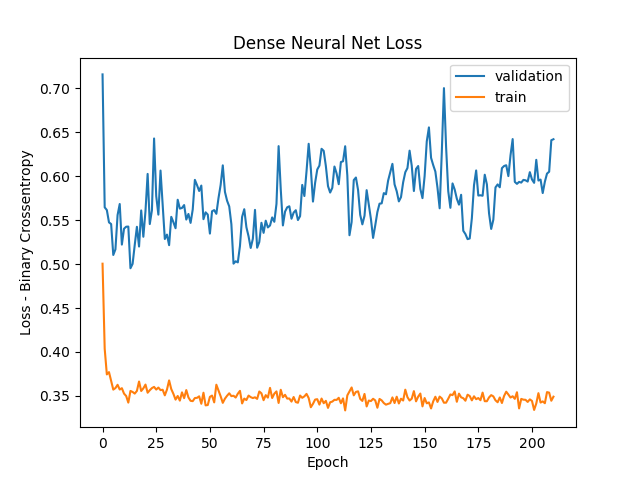 Dense Neural Net Loss
validation
train
Loss - Binary Crossentropy
0.70
0.65
0.60
0.55
0.50
0.45
0.40
0.35
0 25 50 75 100 125 150 175 200
Epoch